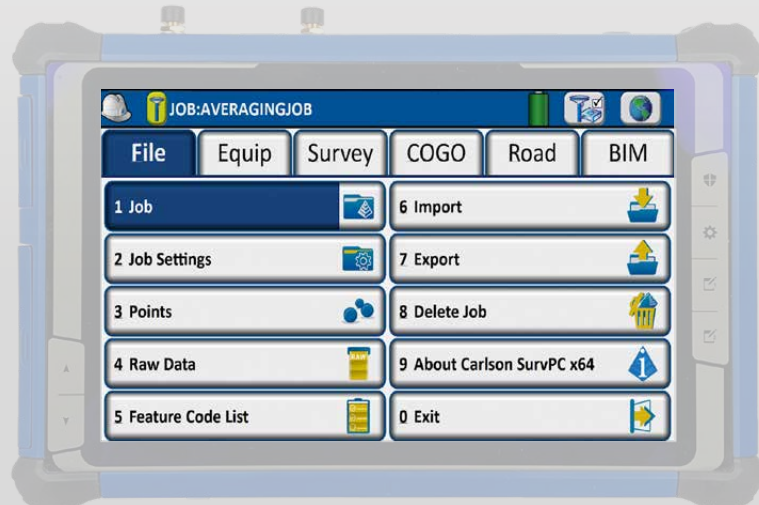 JOB:AVERAGINGJOB
File Equip Survey COGO Road BIM
1 Job
2 Job Settings
3 Points
4 Raw Data
RAW
5 Feature Code List
6 Import
7 Export
8 Delete Job
9 About Carlson SurvPC x64
0 Exit